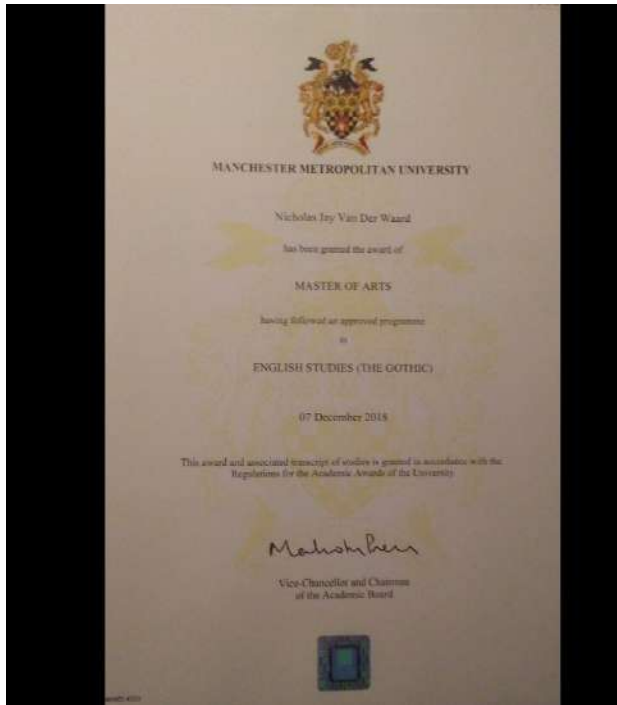 MANCHESTER METROPOLITAN UNIVERSITY
Nicholas Jay Van Der Waard
has been granted the award of
MASTER OF ARTS
having followed an approved programme
in
ENGLISH STUDIES (THE GOTHIC)
07 December 2018
This award and associated transcript of studies is granted in accordance with the
Regulations for the Academic Awards of the University.
Vice-Chancellor and Chairman
of the Academic Board